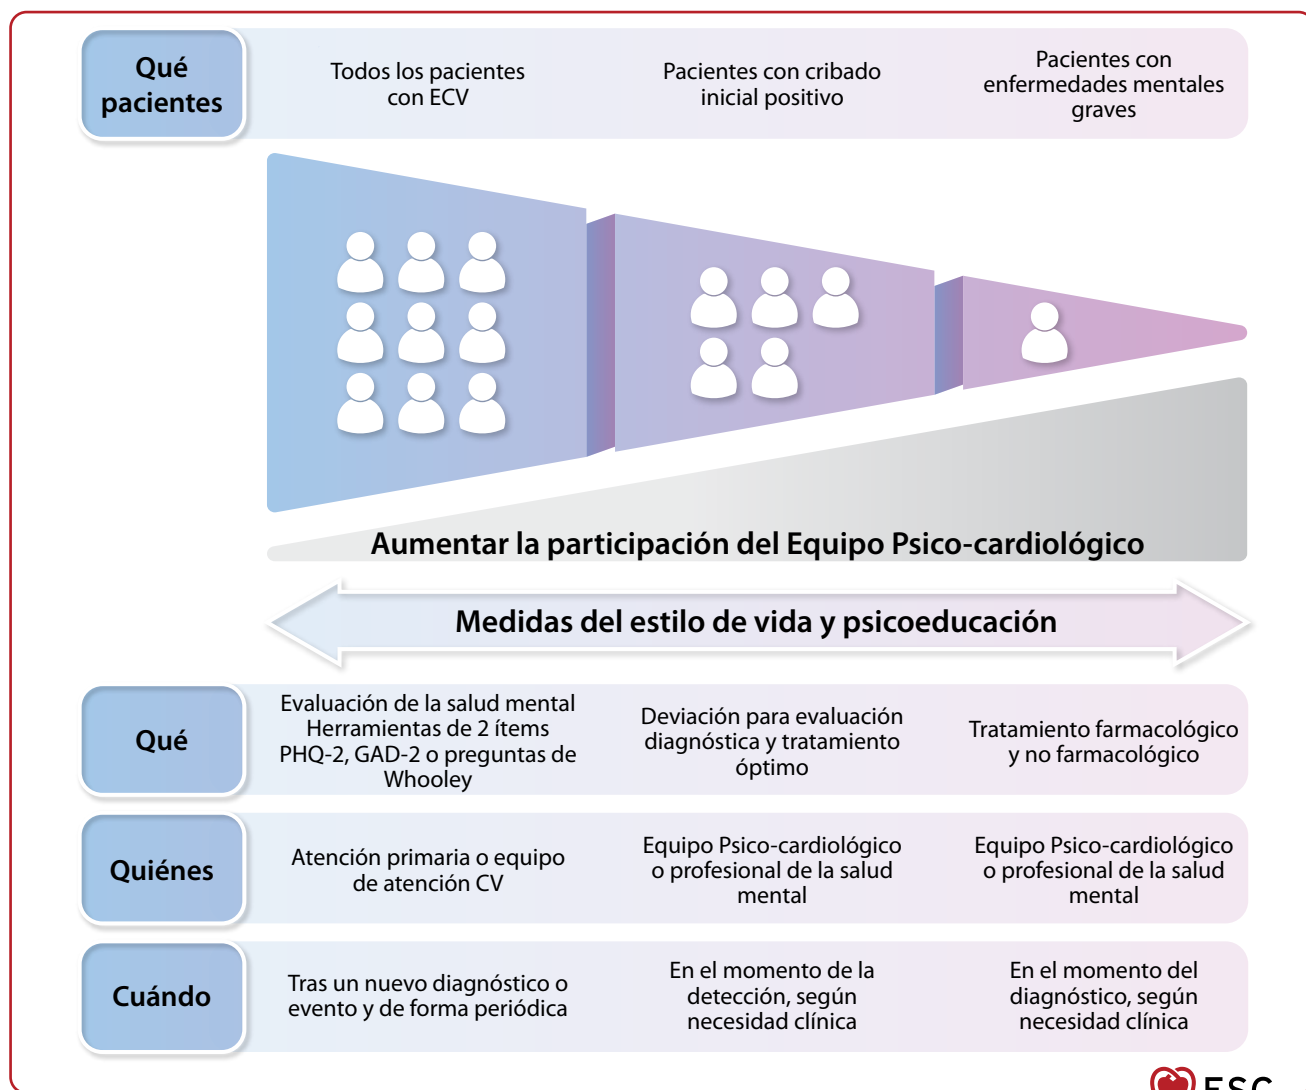 Qué
pacientes
Todos los pacientes
con ECV
Pacientes con cribado
inicial positivo
Pacientes con
enfermedades mentales
graves
Aumentar la participación del Equipo Psico-cardiológico
Medidas del estilo de vida y psicoeducación
Qué
Evaluación de la salud mental
Herramientas de 2 ítems
PHQ-2, GAD-2 o preguntas de
Whooley
Deviación para evaluación
diagnóstica y tratamiento
óptimo
Tratamiento farmacológico
y no farmacológico
Quiénes
Atención primaria o equipo
de atención CV
Equipo Psico-cardiológico
o profesional de la salud
mental
Equipo Psico-cardiológico
o profesional de la salud
mental
Cuándo
Tras un nuevo diagnóstico o
evento y de forma periódica
En el momento de la
detección, según
necesidad clínica
En el momento del
diagnóstico, según
necesidad clínica
ESC